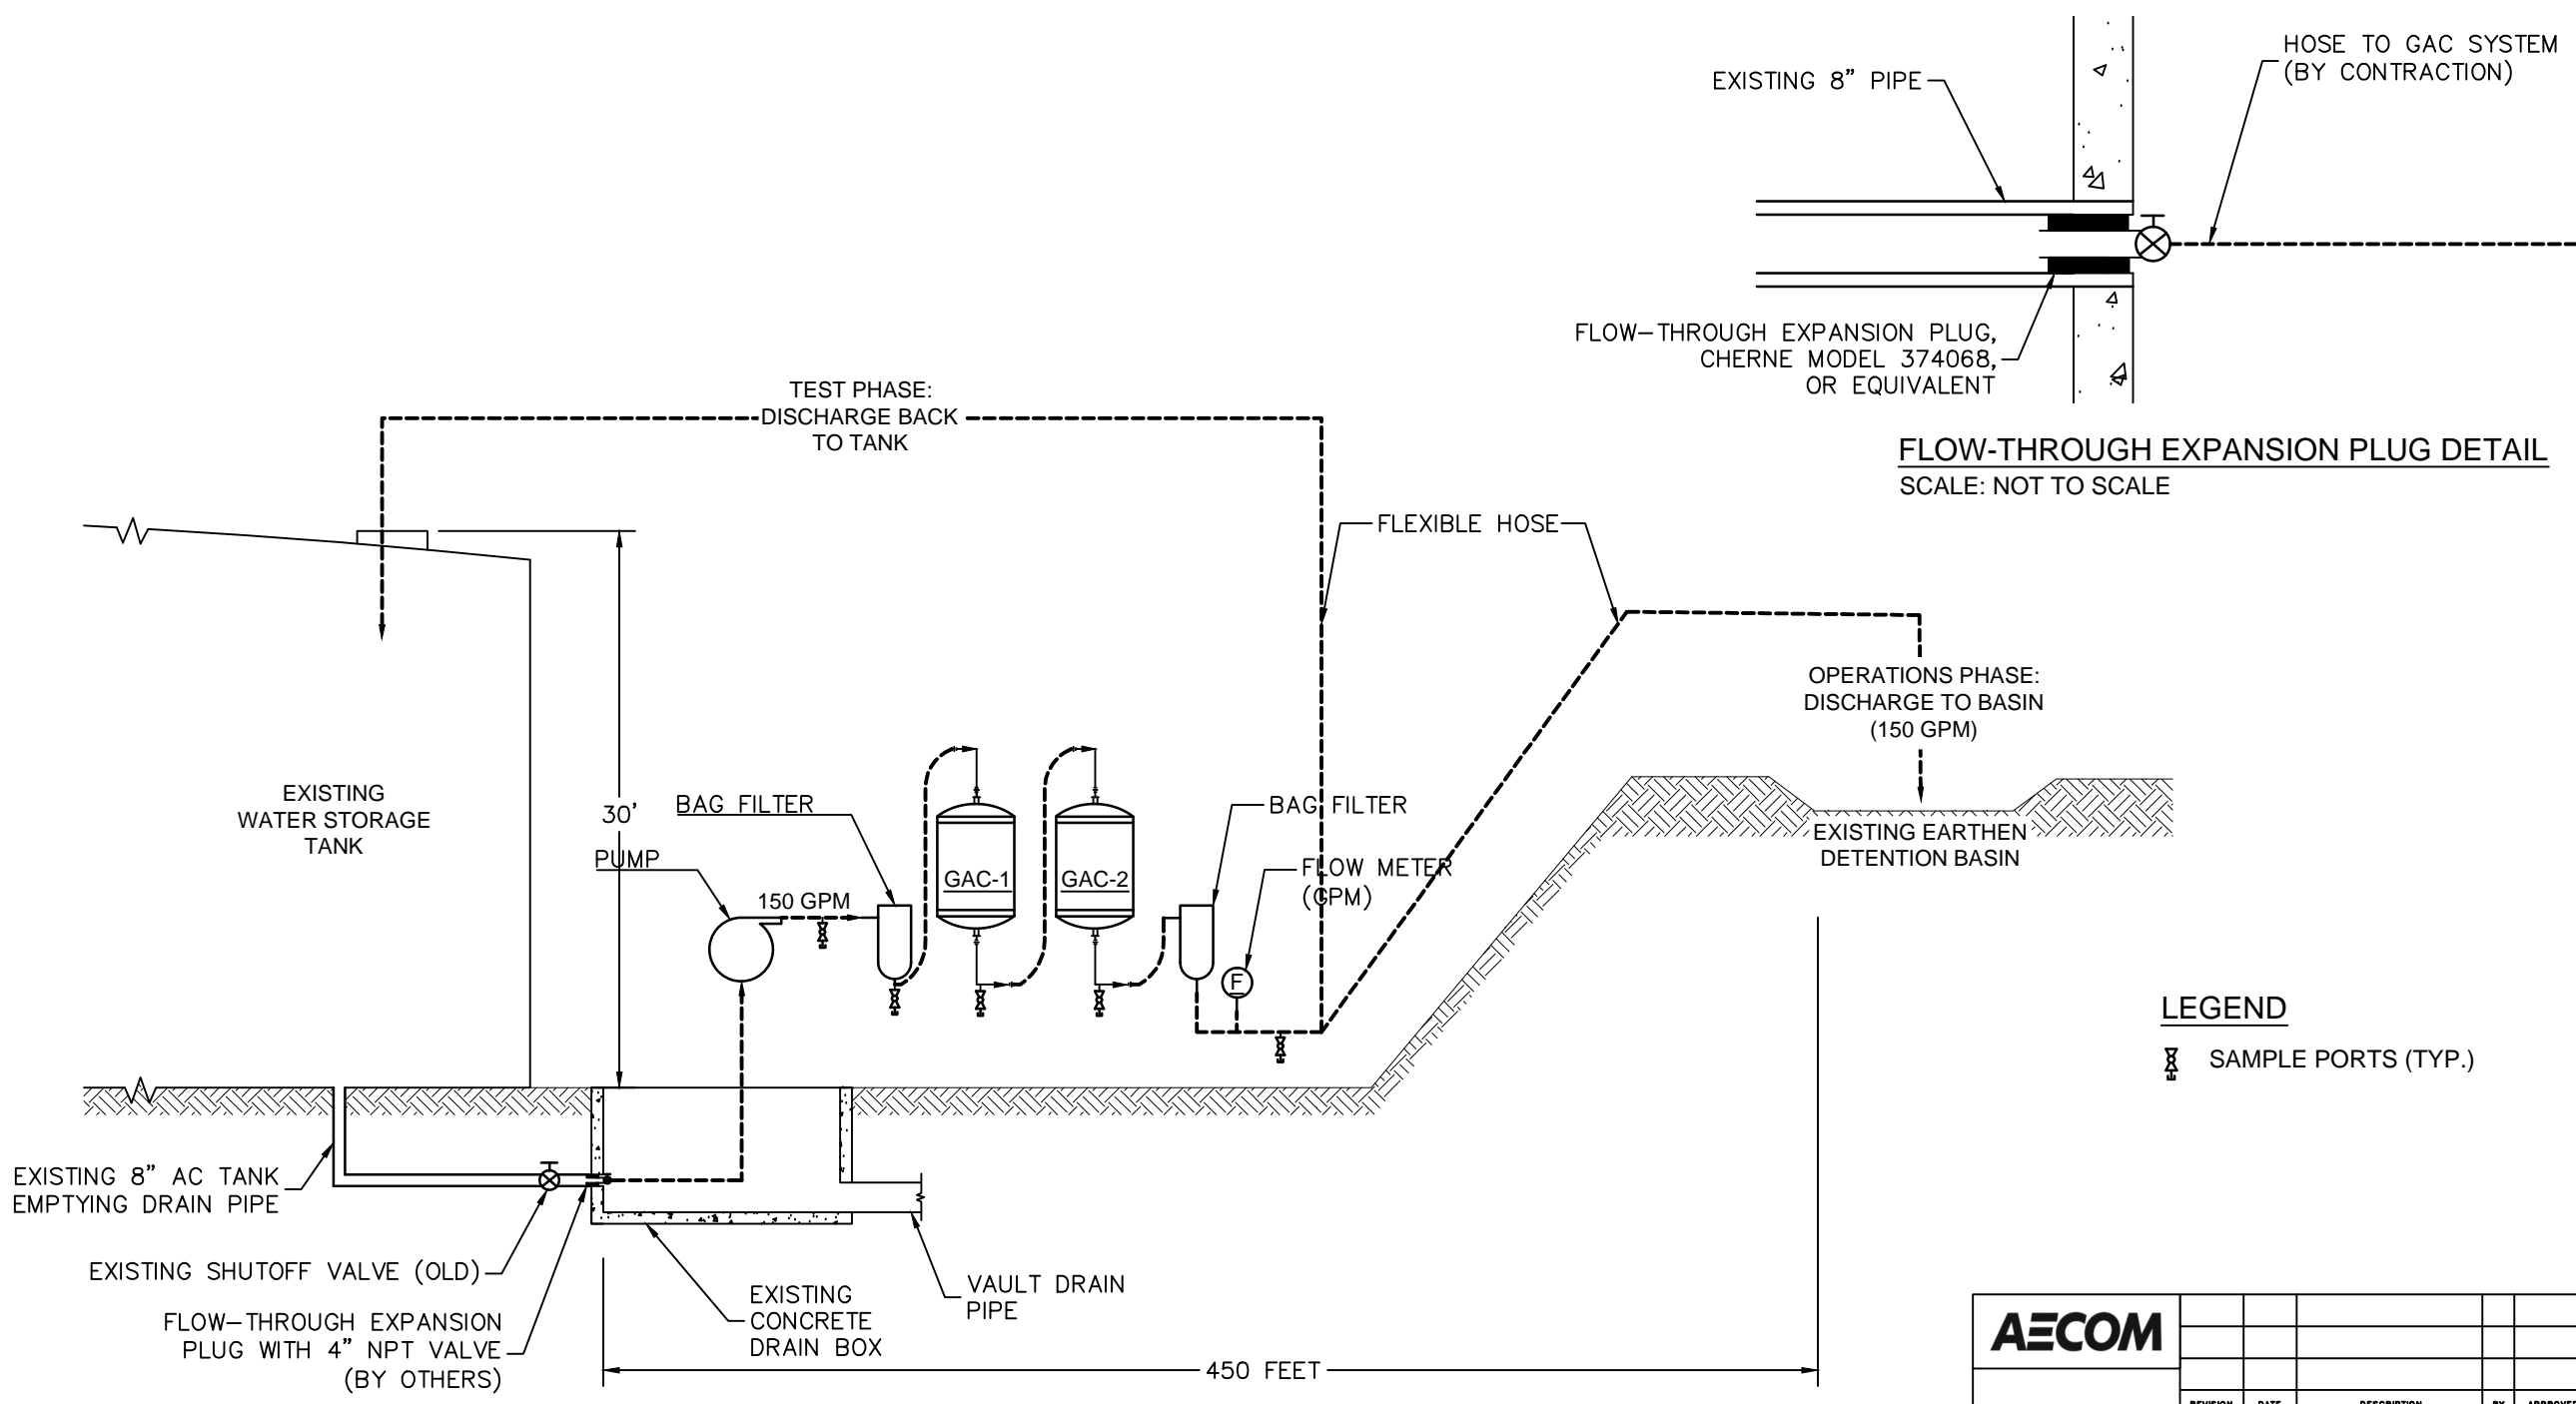 HOSE TO GAC SYSTEM
(BY CONTRACTION)
EXISTING 8” PIPE
FLOW–THROUGH EXPANSION PLUG,
CHERNE MODEL 374068,
OR EQUIVALENT
FLOW-THROUGH EXPANSION PLUG DETAIL
SCALE: NOT TO SCALE
TEST PHASE:
DISCHARGE BACK
TO TANK
FLEXIBLE HOSE
OPERATIONS PHASE:
DISCHARGE TO BASIN
(150 GPM)
EXISTING
WATER STORAGE
TANK
30’
BAG FILTER
PUMP
150 GPM
GAC-1
GAC-2
BAG FILTER
FLOW METER
(GPM)
F
EXISTING EARTHEN
DETENTION BASIN
LEGEND
SAMPLE PORTS (TYP.)
EXISTING 8” AC TANK
EMPTYING DRAIN PIPE
EXISTING SHUTOFF VALVE (OLD)
FLOW–THROUGH EXPANSION
PLUG WITH 4” NPT VALVE
(BY OTHERS)
EXISTING
CONCRETE
DRAIN BOX
VAULT DRAIN
PIPE
450 FEET
AECOM
REVISION DATE DESCRIPTION BY APPROVED